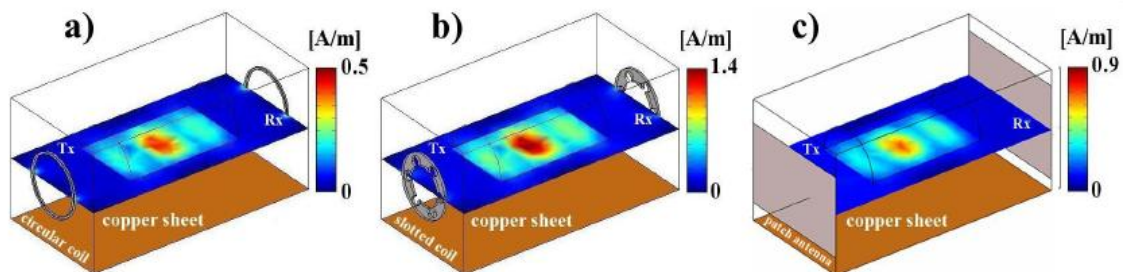 a)
[A/m]
0.5
0
Tx
Rx
circular coil
copper sheet
b)
[A/m]
1.4
0
Tx
Rx
slotted coil
copper sheet
c)
[A/m]
0.9
0
Tx
Rx
patch antenna
copper sheet